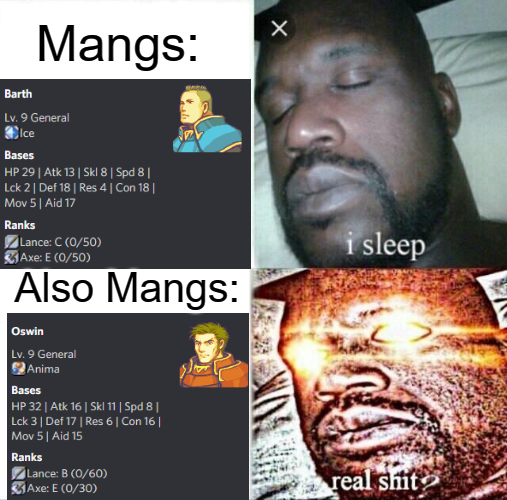 Mangs:
Barth
Lv. 9 General
Ice
Bases
HP 29 | Atk 13 | Skl 8 | Spd 8 |
Lck 2 | Def 18 | Res 4 | Con 18 |
Mov 5 | Aid 17
Ranks
Lance: C (0/50)
Axe: E (0/50)
i sleep
Also Mangs:
Oswin
Lv. 9 General
Anima
Bases
HP 32 | Atk 16 | Skl 11 | Spd 8 |
Lck 3 | Def 17 | Res 6 | Con 16 |
Mov 5 | Aid 15
Ranks
Lance: B (0/60)
Axe: E (0/30)
real shit?